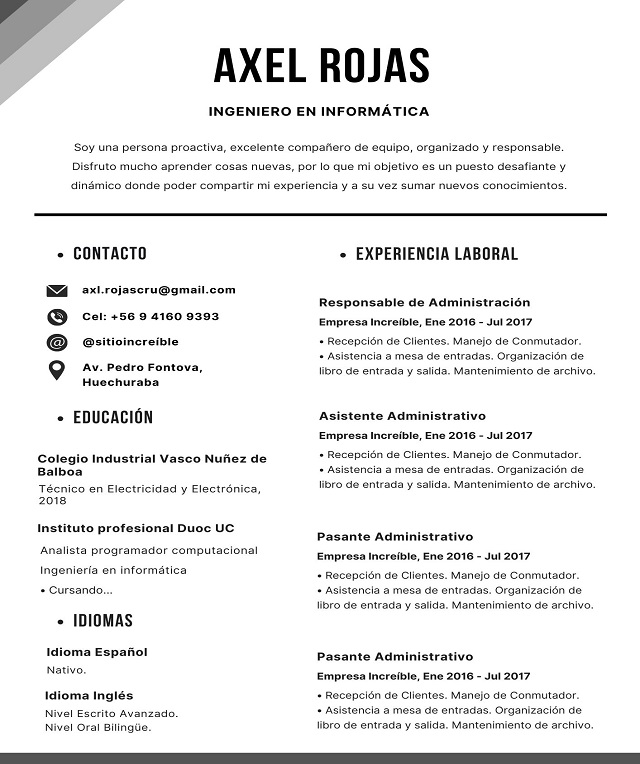 AXEL ROJAS
INGENIERO EN INFORMÁTICA
Soy una persona proactiva, excelente compañero de equipo, organizado y responsable.
Disfruto mucho aprender cosas nuevas, por lo que mi objetivo es un puesto desafiante y
dinámico donde poder compartir mi experiencia y a su vez sumar nuevos conocimientos.
• CONTACTO
axl.rojascru@gmail.com
Cel: +56 9 4160 9393
@sitioincreíble
Av. Pedro Fontova,
Huechuraba
• EDUCACIÓN
Colegio Industrial Vasco Nuñez de
Balboa
Técnico en Electricidad y Electrónica,
2018
Instituto profesional Duoc UC
Analista programador computacional
Ingeniería en informática
• Cursando...
• IDIOMAS
Idioma Español
Nativo.
Idioma Inglés
Nivel Escrito Avanzado.
Nivel Oral Bilingüe.
• EXPERIENCIA LABORAL
Responsable de Administración
Empresa Increíble, Ene 2016 - Jul 2017
• Recepción de Clientes. Manejo de Conmutador.
• Asistencia a mesa de entradas. Organización de
libro de entrada y salida. Mantenimiento de archivo.
Asistente Administrativo
Empresa Increíble, Ene 2016 - Jul 2017
• Recepción de Clientes. Manejo de Conmutador.
• Asistencia a mesa de entradas. Organización de
libro de entrada y salida. Mantenimiento de archivo.
Pasante Administrativo
Empresa Increíble, Ene 2016 - Jul 2017
• Recepción de Clientes. Manejo de Conmutador.
• Asistencia a mesa de entradas. Organización de
libro de entrada y salida. Mantenimiento de archivo.
Pasante Administrativo
Empresa Increíble, Ene 2016 - Jul 2017
• Recepción de Clientes. Manejo de Conmutador.
• Asistencia a mesa de entradas. Organización de
libro de entrada y salida. Mantenimiento de archivo.